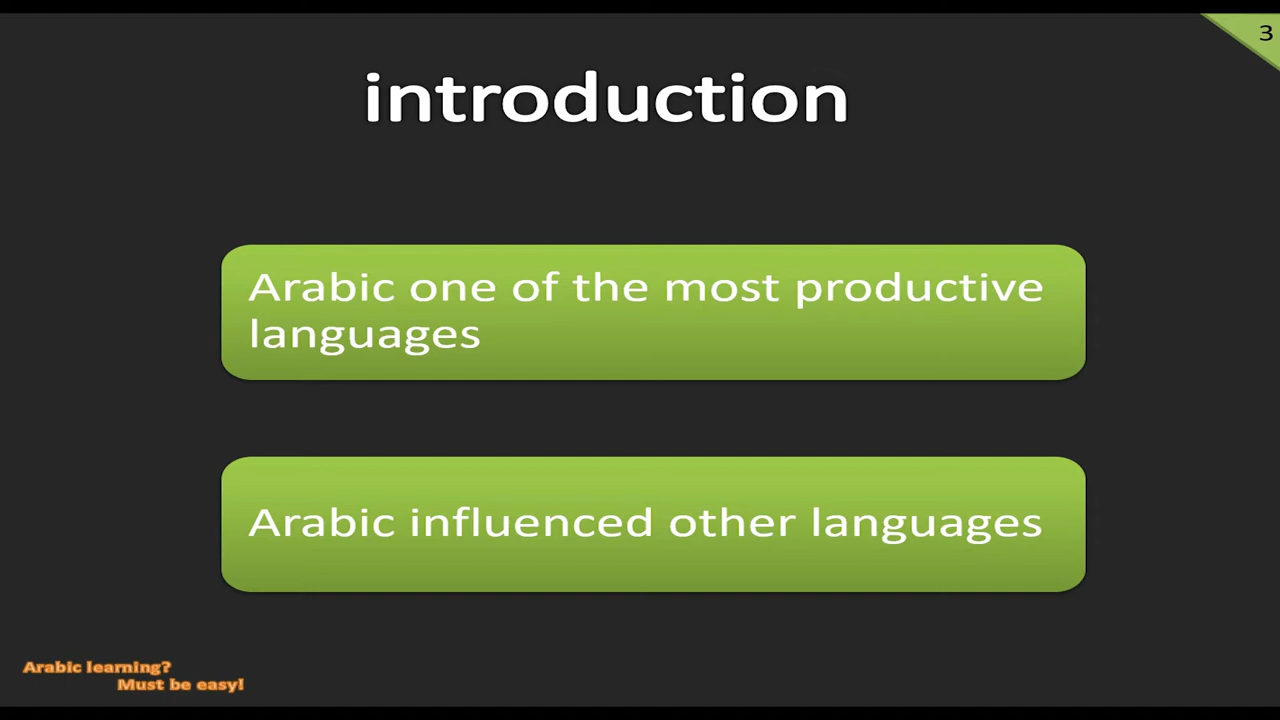 3
introduction
Arabic one of the most productive
languages
Arabic influenced other languages
Arabic learning?
Must be easy!